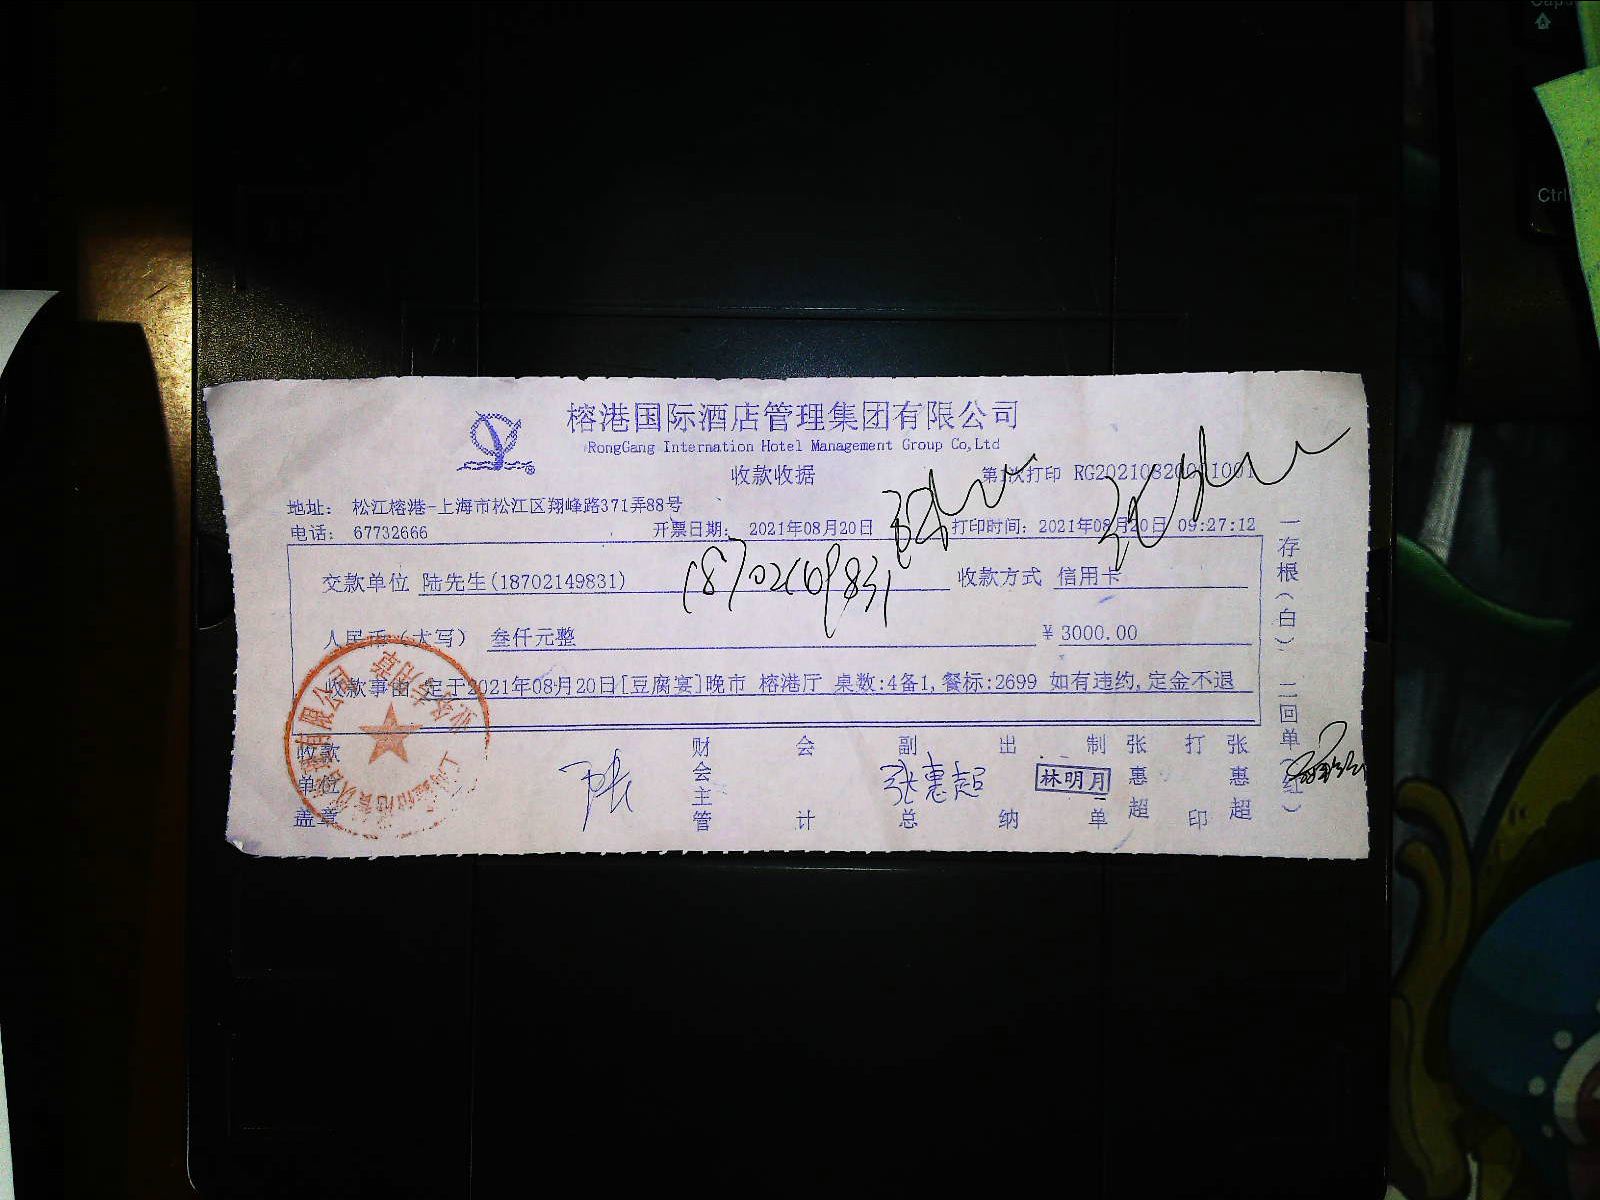 榕港国际酒店管理集团有限公司
RongGang Internation Hotel Management Group Co,Ltd
收款收据
第1次打印 RG20210820001001
地址： 松江榕港-上海市松江区翔峰路371弄88号
电话： 67732666 开票日期： 2021年08月20日 打印时间： 2021年08月20日 09:27:12
交款单位 陆先生(18702149831) 收款方式 信用卡
人民币（大写） 叁仟元整 ￥ 3000.00
收款事由 定于2021年08月20日[豆腐宴]晚市 榕港厅 桌数:4备1,餐标:2699 如有违约,定金不退
收款单位盖章
财会主管
会计
副总
张惠超
出纳
林明月
制单
张惠超
打印
张惠超
一存根（白） 二回单（红）
Ctrl